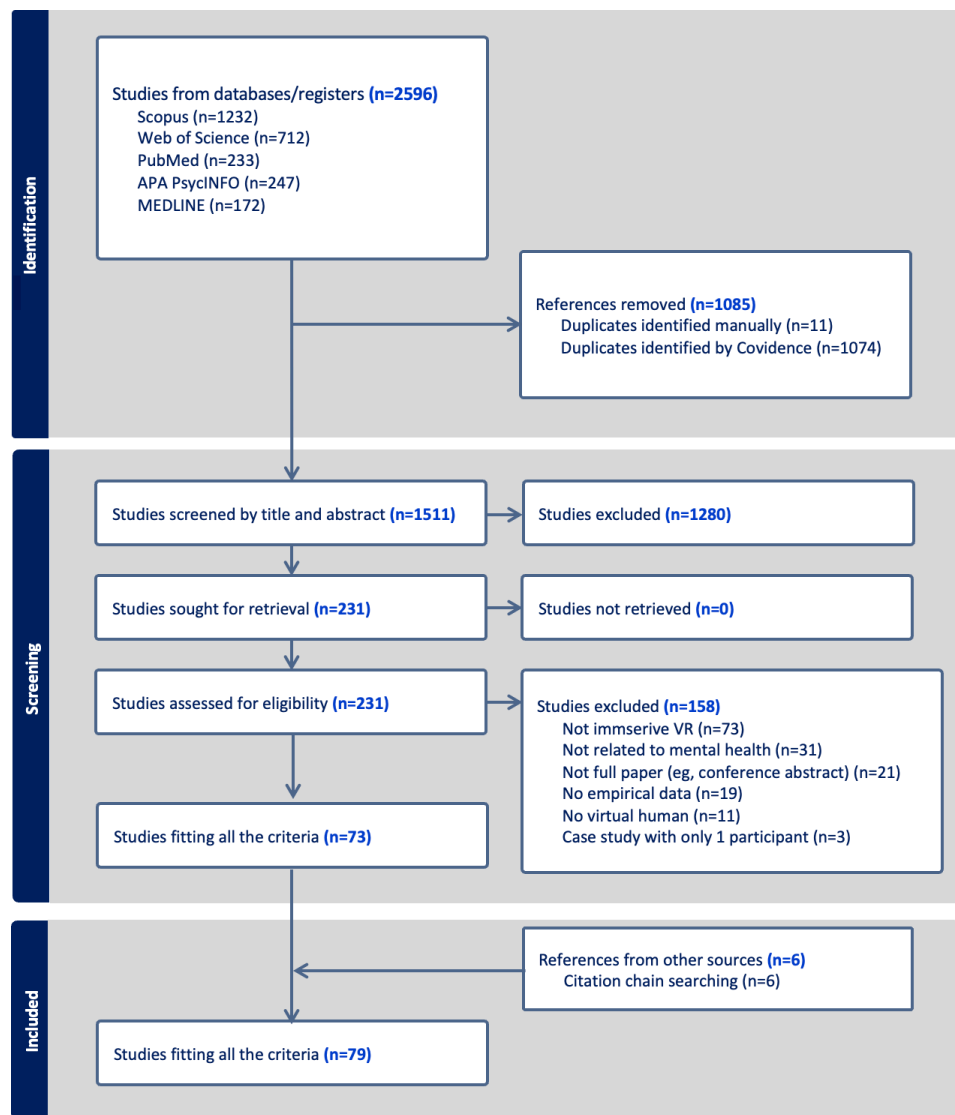 Identification
Studies from databases/registers (n=2596)
Scopus (n=1232)
Web of Science (n=712)
PubMed (n=233)
APA PsycINFO (n=247)
MEDLINE (n=172)
References removed (n=1085)
Duplicates identified manually (n=11)
Duplicates identified by Covidence (n=1074)
Screening
Studies screened by title and abstract (n=1511)
Studies excluded (n=1280)
Studies sought for retrieval (n=231)
Studies not retrieved (n=0)
Studies assessed for eligibility (n=231)
Studies excluded (n=158)
Not immserive VR (n=73)
Not related to mental health (n=31)
Not full paper (eg, conference abstract) (n=21)
No empirical data (n=19)
No virtual human (n=11)
Case study with only 1 participant (n=3)
Studies fitting all the criteria (n=73)
Included
References from other sources (n=6)
Citation chain searching (n=6)
Studies fitting all the criteria (n=79)